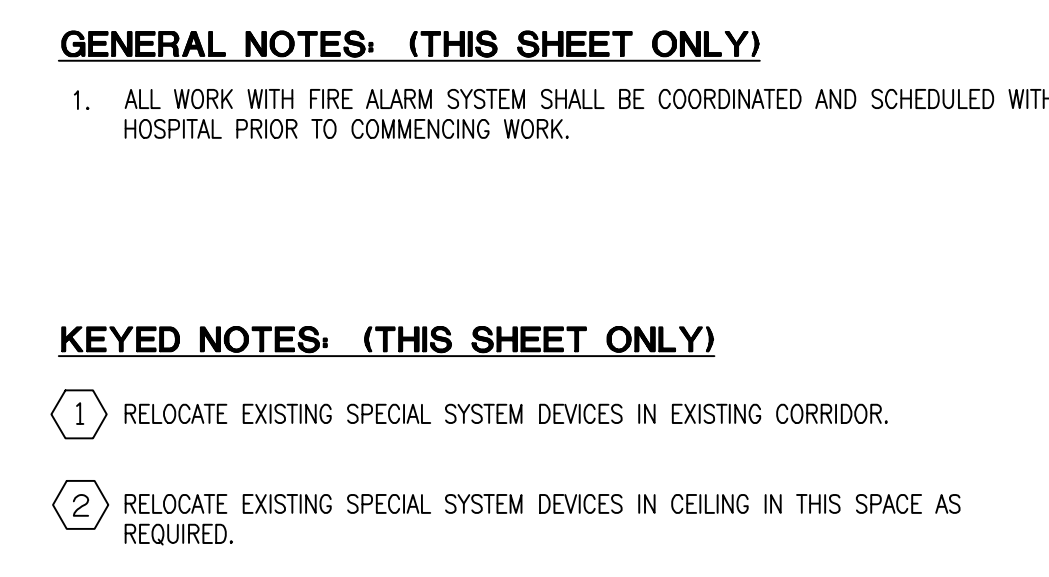 GENERAL NOTES: (THIS SHEET ONLY)
1. ALL WORK WITH FIRE ALARM SYSTEM SHALL BE COORDINATED AND SCHEDULED WITH
HOSPITAL PRIOR TO COMMENCING WORK.
KEYED NOTES: (THIS SHEET ONLY)
1 RELOCATE EXISTING SPECIAL SYSTEM DEVICES IN EXISTING CORRIDOR.
2 RELOCATE EXISTING SPECIAL SYSTEM DEVICES IN CEILING IN THIS SPACE AS
REQUIRED.